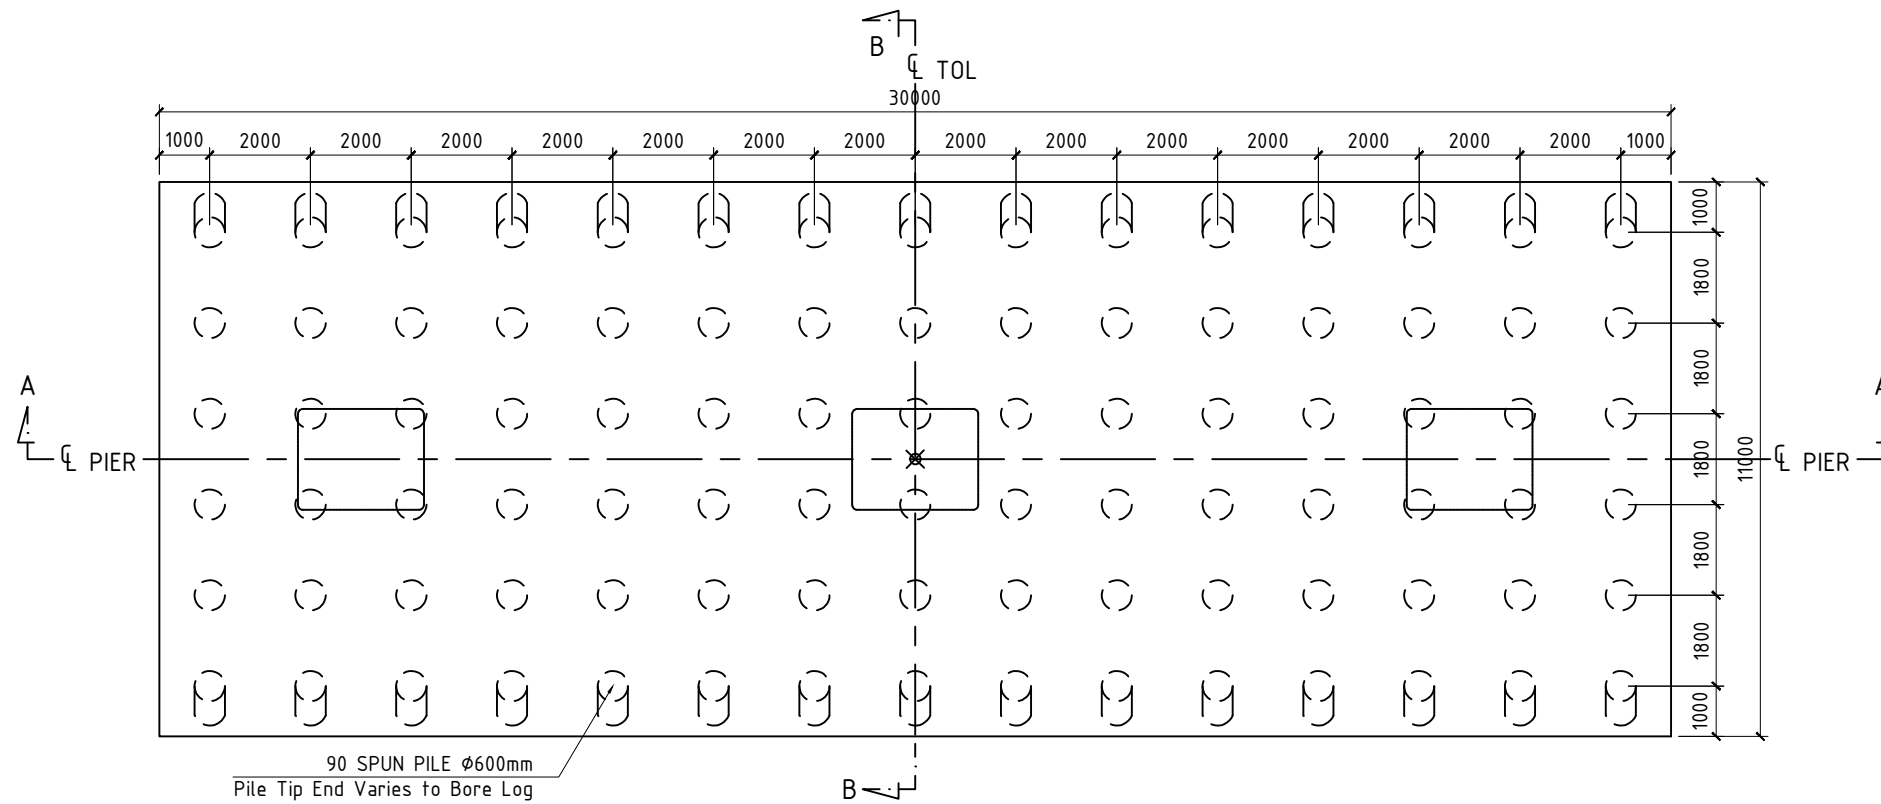 B
℄ TOL
30000
1000 2000 2000 2000 2000 2000 2000 2000 2000 2000 2000 2000 2000 2000 2000 1000
1000
1800
1800
1800
1800
1800
1000
11000
A
℄ PIER
℄ PIER
A
90 SPUN PILE Ø600mm
Pile Tip End Varies to Bore Log
B